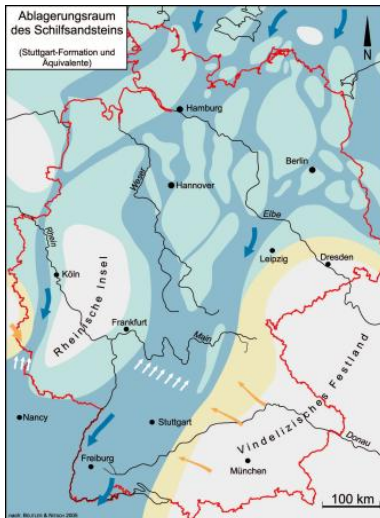 Ablagerungsraum
des Schilfsandsteins
(Stuttgart-Formation und
Äquivalente)
N
Hamburg
Berlin
Weser
Hannover
Elbe
Rhein
Leipzig
Dresden
Köln
Rheinische Insel
Frankfurt
Main
Vindelizisches Festland
Nancy
Stuttgart
Donau
Freiburg
München
100 km